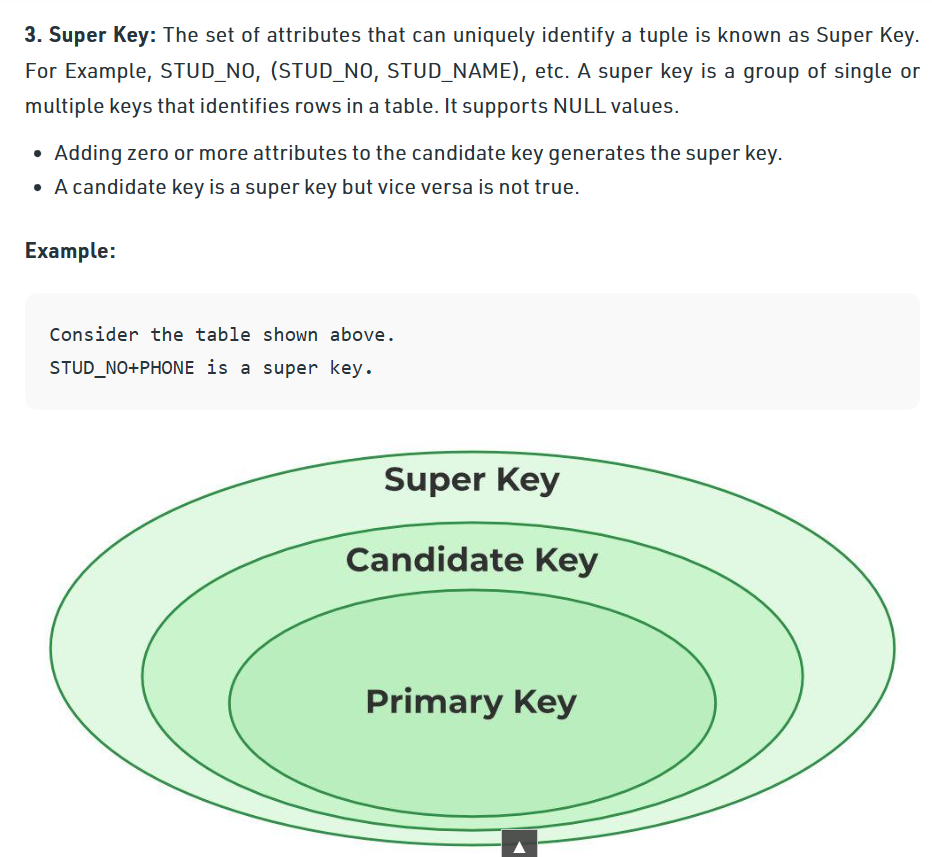 3. Super Key: The set of attributes that can uniquely identify a tuple is known as Super Key.
For Example, STUD_NO, (STUD_NO, STUD_NAME), etc. A super key is a group of single or
multiple keys that identifies rows in a table. It supports NULL values.
• Adding zero or more attributes to the candidate key generates the super key.
• A candidate key is a super key but vice versa is not true.
Example:
Consider the table shown above.
STUD_NO+PHONE is a super key.
Super Key
Candidate Key
Primary Key